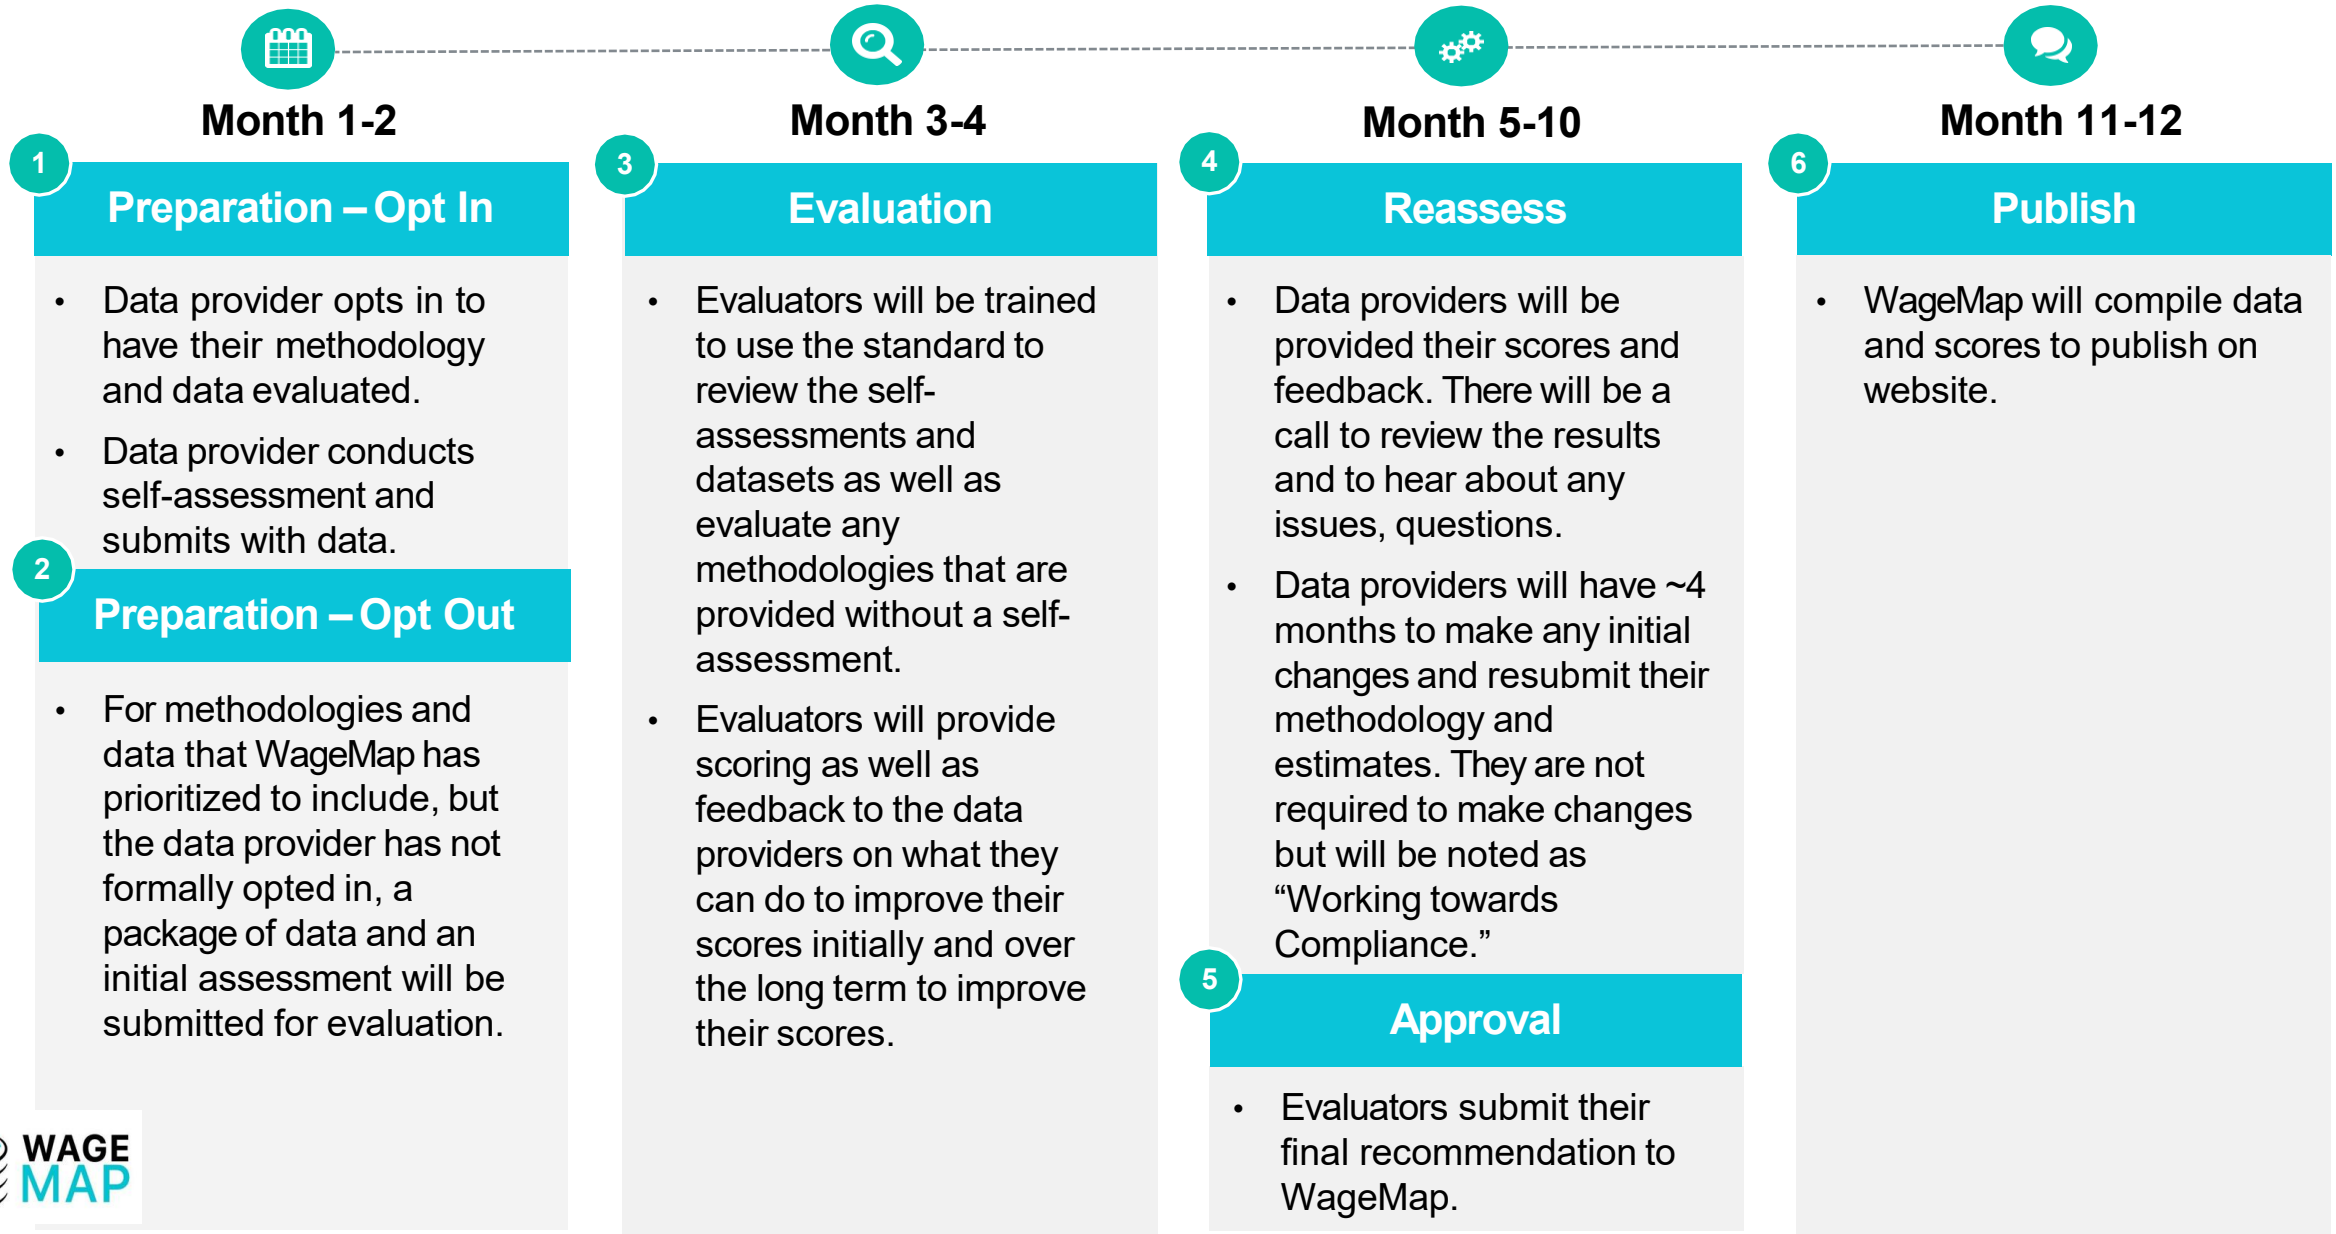 Month 1-2
1
Preparation – Opt In
• Data provider opts in to
have their methodology
and data evaluated.
• Data provider conducts
self-assessment and
submits with data.
2
Preparation – Opt Out
• For methodologies and
data that WageMap has
prioritized to include, but
the data provider has not
formally opted in, a
package of data and an
initial assessment will be
submitted for evaluation.
WAGE
MAP
Month 3-4
3
Evaluation
• Evaluators will be trained
to use the standard to
review the self-
assessments and
datasets as well as
evaluate any
methodologies that are
provided without a self-
assessment.
• Evaluators will provide
scoring as well as
feedback to the data
providers on what they
can do to improve their
scores initially and over
the long term to improve
their scores.
Month 5-10
4
Reassess
• Data providers will be
provided their scores and
feedback. There will be a
call to review the results
and to hear about any
issues, questions.
• Data providers will have ~4
months to make any initial
changes and resubmit their
methodology and
estimates. They are not
required to make changes
but will be noted as
“Working towards
Compliance.”
5
Approval
• Evaluators submit their
final recommendation to
WageMap.
Month 11-12
6
Publish
• WageMap will compile data
and scores to publish on
website.